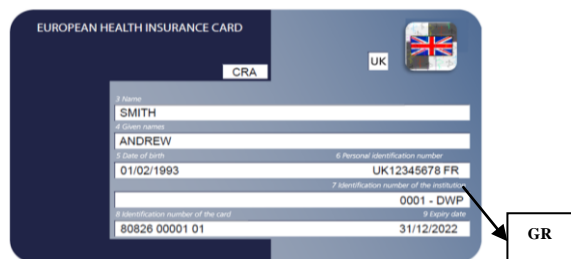 EUROPEAN HEALTH INSURANCE CARD
CRA
UK
3 Name
SMITH
4 Given names
ANDREW
5 Date of birth
6 Personal identification number
01/02/1993
UK12345678 FR
7 Identification number of the institution
0001 - DWP
8 Identification number of the card
9 Expiry date
80826 00001 01
31/12/2022
GR